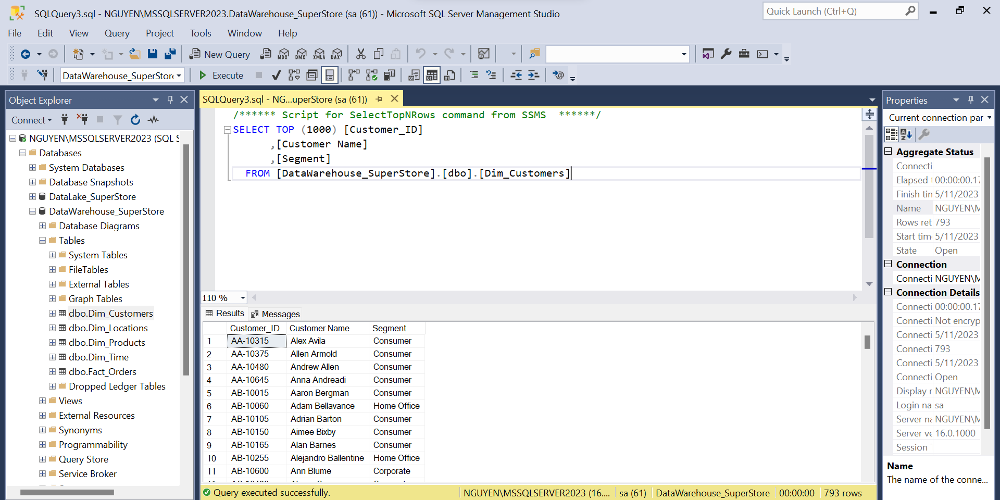 SQLQuery3.sql - NGUYEN\MSSQLSERVER2023.DataWarehouse_SuperStore (sa (61)) - Microsoft SQL Server Management Studio
Quick Launch (Ctrl+Q)
File Edit View Query Project Tools Window Help
New Query MDX DMX XMLA DAX
DataWarehouse_SuperStore Execute
Object Explorer
Connect
NGUYEN\MSSQLSERVER2023 (SQL S
Databases
System Databases
Database Snapshots
DataLake_SuperStore
DataWarehouse_SuperStore
Database Diagrams
Tables
System Tables
FileTables
External Tables
Graph Tables
dbo.Dim_Customers
dbo.Dim_Locations
dbo.Dim_Products
dbo.Dim_Time
dbo.Fact_Orders
Dropped Ledger Tables
Views
External Resources
Synonyms
Programmability
Query Store
Service Broker
SQLQuery3.sql - NG...uperStore (sa (61))
/****** Script for SelectTopNRows command from SSMS  ******/
SELECT TOP (1000) [Customer_ID]
,[Customer Name]
,[Segment]
FROM [DataWarehouse_SuperStore].[dbo].[Dim_Customers]
110 %
Results Messages
Customer_ID Customer Name Segment
1 AA-10315 Alex Avila Consumer
2 AA-10375 Allen Armold Consumer
3 AA-10480 Andrew Allen Consumer
4 AA-10645 Anna Andreadi Consumer
5 AB-10015 Aaron Bergman Consumer
6 AB-10060 Adam Bellavance Home Office
7 AB-10105 Adrian Barton Consumer
8 AB-10150 Aimee Bixby Consumer
9 AB-10165 Alan Barnes Consumer
10 AB-10255 Alejandro Ballentine Home Office
11 AB-10600 Ann Blume Corporate
Query executed successfully.
NGUYEN\MSSQLSERVER2023 (16.... sa (61) DataWarehouse_SuperStore 00:00:00 793 rows
Properties
Current connection par
Aggregate Status
Connecti
Elapsed t 00:00:00.17
Finish tin 5/11/2023
Name NGUYEN\M
Rows ret 793
Start time 5/11/2023
State Open
Connection
Connecti NGUYEN\M
Connection Details
Connecti 00:00:00.17
Connecti Not encryp
Connecti 5/11/2023
Connecti 793
Connecti 5/11/2023
Connecti Open
Display r NGUYEN\M
Login na sa
Server na NGUYEN\M
Server ve 16.0.1000
Session T
Name
The name of the conne...